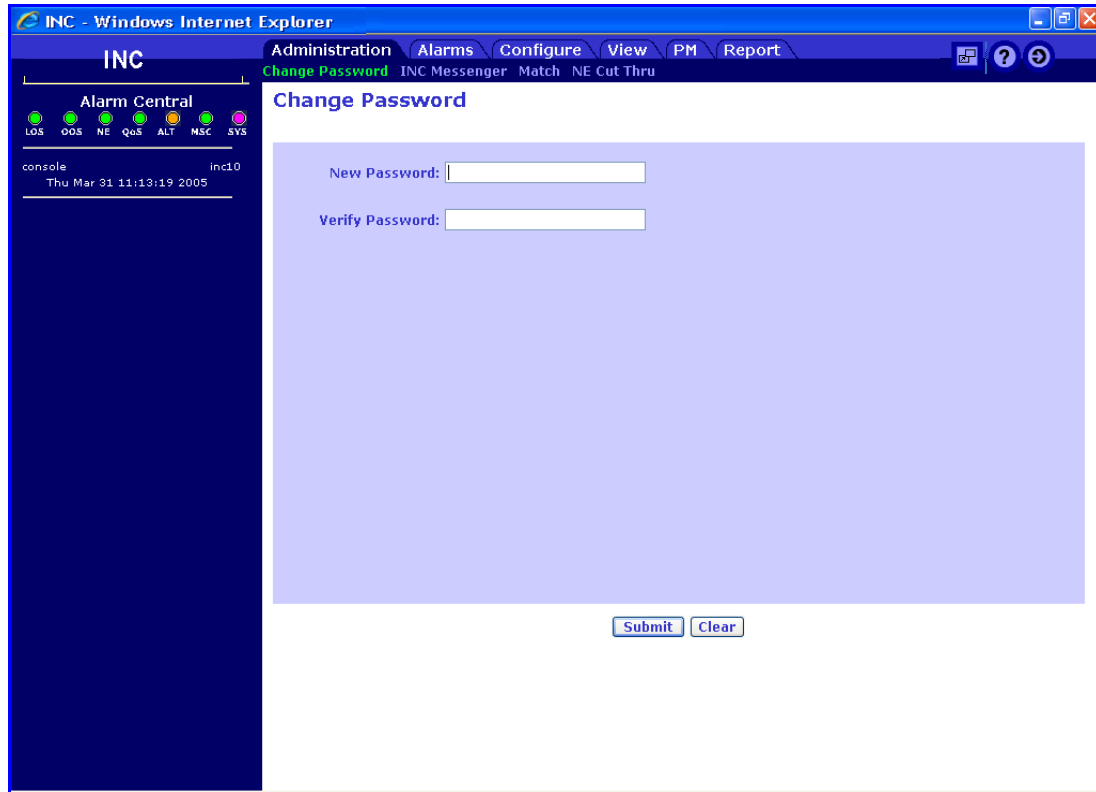 INC - Windows Internet Explorer
INC
Administration Alarms Configure View PM Report
Change Password INC Messenger Match NE Cut Thru
Alarm Central
LOS OOS NE QoS ALT MSC SYS
console inc10
Thu Mar 31 11:13:19 2005
Change Password
New Password:
Verify Password:
Submit Clear